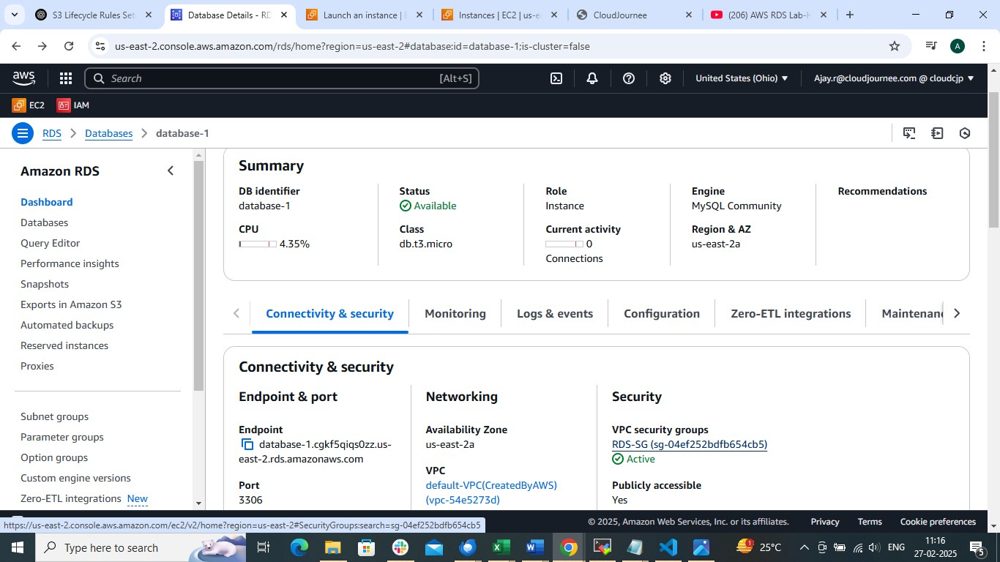 S3 Lifecycle Rules Set
Database Details - RD
Launch an instance | E
Instances | EC2 | us-e
CloudJournee
(206) AWS RDS Lab-H
us-east-2.console.aws.amazon.com/rds/home?region=us-east-2#database:id=database-1;is-cluster=false
A
aws
Search
[Alt+S]
United States (Ohio)
Ajay.r@cloudjournee.com @ cloudcjp
EC2
IAM
RDS
Databases
database-1
Amazon RDS
Dashboard
Databases
Query Editor
Performance insights
Snapshots
Exports in Amazon S3
Automated backups
Reserved instances
Proxies
Subnet groups
Parameter groups
Option groups
Custom engine versions
Zero-ETL integrations New
Summary
DB identifier
database-1
CPU
4.35%
Status
Available
Class
db.t3.micro
Role
Instance
Current activity
0
Connections
Engine
MySQL Community
Region & AZ
us-east-2a
Recommendations
Connectivity & security
Monitoring
Logs & events
Configuration
Zero-ETL integrations
Maintenan
Connectivity & security
Endpoint & port
Endpoint
database-1.cgkf5qiqs0zz.us-
east-2.rds.amazonaws.com
Port
3306
Networking
Availability Zone
us-east-2a
VPC
default-VPC(CreatedByAWS)
(vpc-54e5273d)
Security
VPC security groups
RDS-SG (sg-04ef252bdfb654cb5)
Active
Publicly accessible
Yes
https://us-east-2.console.aws.amazon.com/ec2/v2/home?region=us-east-2#SecurityGroups:search=sg-04ef252bdfb654cb5
© 2025, Amazon Web Services, Inc. or its affiliates.
Privacy
Terms
Cookie preferences
Type here to search
1
25°C
ENG
11:16
27-02-2025
5